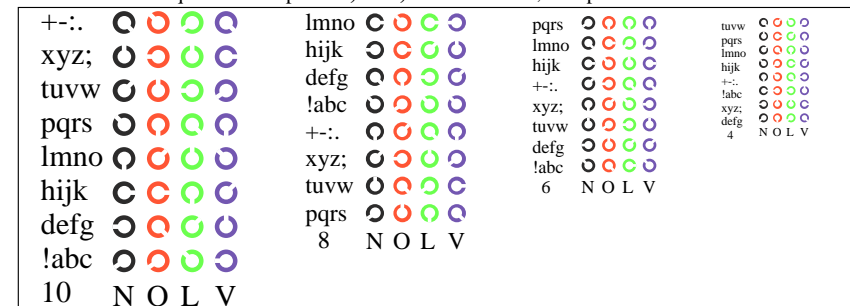 +-:.
xyz;
tuvw
pqrs
lmno
hijk
defg
!abc
10 N O L V
lmno
hijk
defg
!abc
+-:.
xyz;
tuvw
pqrs
8 N O L V
pqrs
lmno
hijk
+-:.
xyz;
tuvw
defg
!abc
6 N O L V
tuvw
pqrs
lmno
hijk
+-:.
!abc
xyz;
defg
4 N O L V